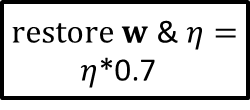 restore w & η =
η*0.7